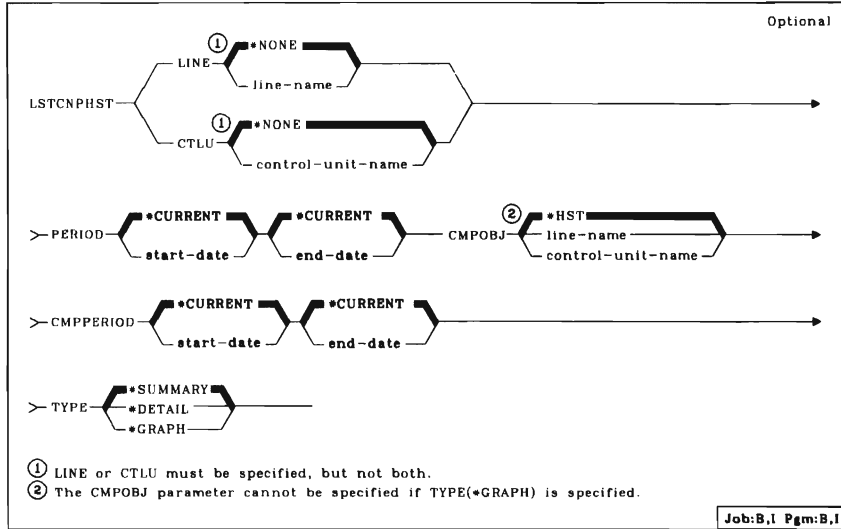 Optional
① *NONE
LINE
line-name
LSTCNPHST
① *NONE
CTLU
control-unit-name
*CURRENT *CURRENT ② *HST
PERIOD CMPOBJ line-name
start-date end-date control-unit-name
*CURRENT *CURRENT
CMPPERIOD
start-date end-date
*SUMMARY
TYPE *DETAIL
*GRAPH
① LINE or CTLU must be specified, but not both.
② The CMPOBJ parameter cannot be specified if TYPE(*GRAPH) is specified.
Job:B,I Pgm:B,I